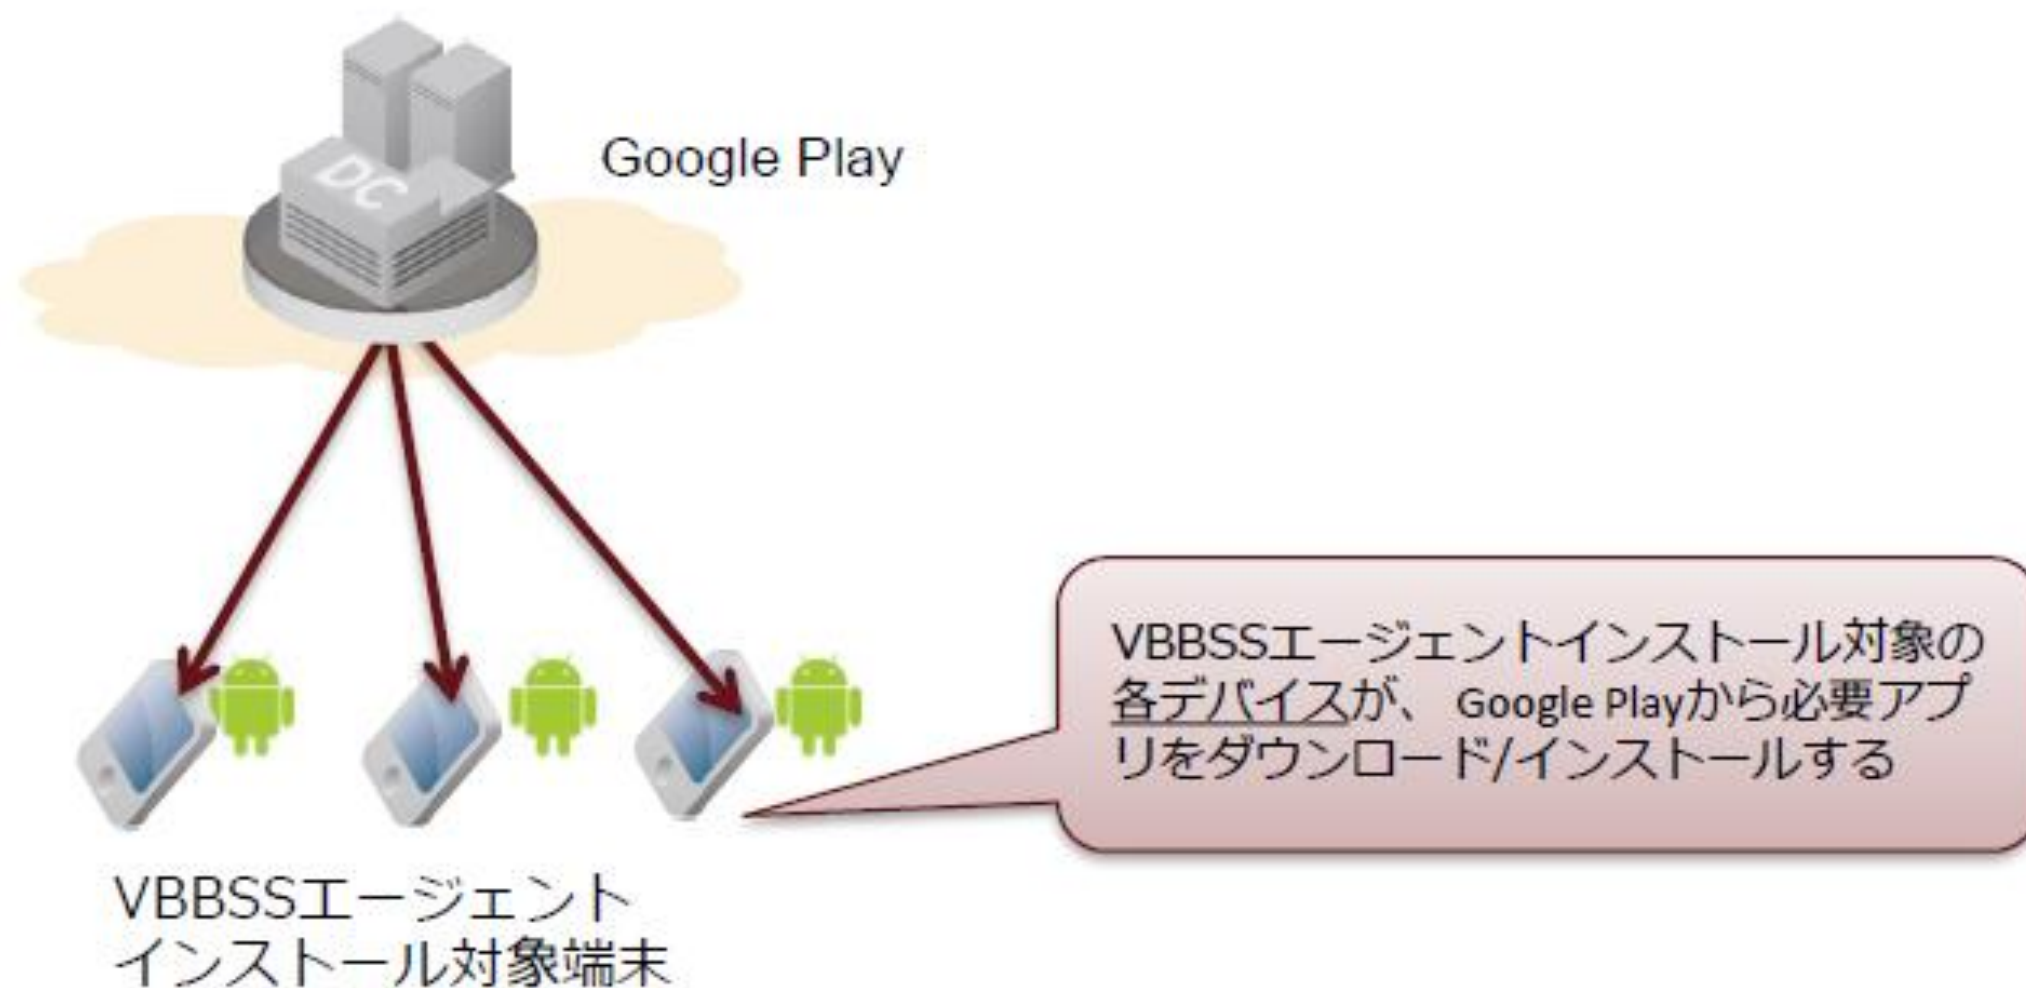 DC
Google Play
VBBSSエージェントインストール対象の
各デバイスが、 Google Playから必要アプ
リをダウンロード/インストールする
VBBSSエージェント
インストール対象端末